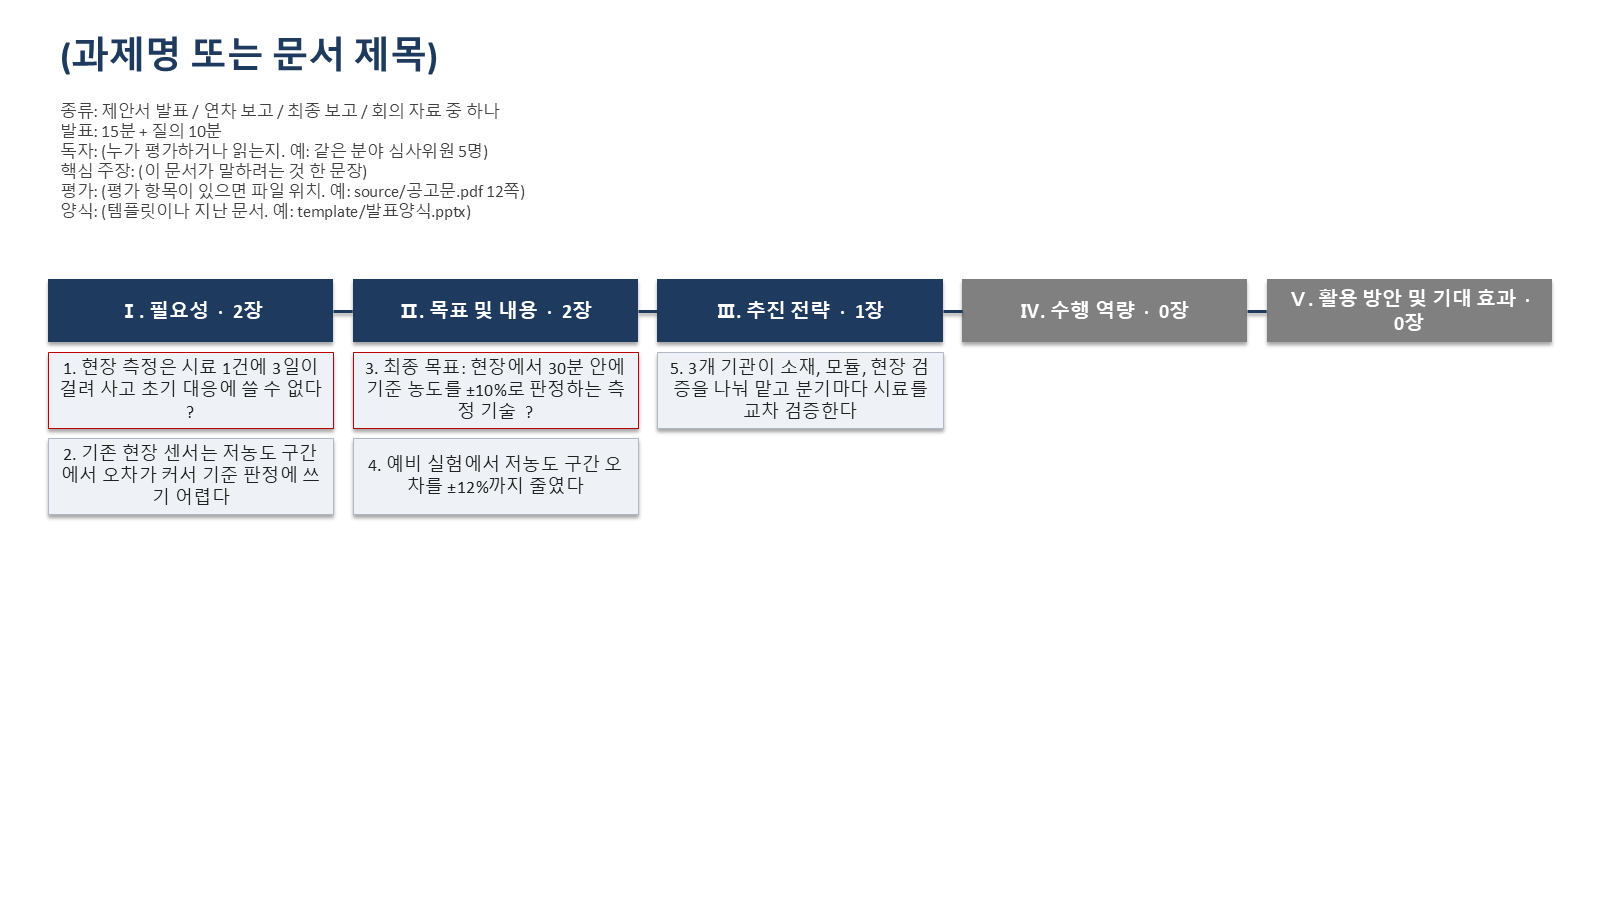 (과제명 또는 문서 제목)
종류: 제안서 발표 / 연차 보고 / 최종 보고 / 회의 자료 중 하나
발표: 15분 + 질의 10분
독자: (누가 평가하거나 읽는지. 예: 같은 분야 심사위원 5명)
핵심 주장: (이 문서가 말하려는 것 한 문장)
평가: (평가 항목이 있으면 파일 위치. 예: source/공고문.pdf 12쪽)
양식: (템플릿이나 지난 문서. 예: template/발표양식.pptx)
Ⅰ. 필요성 · 2장
1. 현장 측정은 시료 1건에 3일이
걸려 사고 초기 대응에 쓸 수 없다
?
2. 기존 현장 센서는 저농도 구간
에서 오차가 커서 기준 판정에 쓰
기 어렵다
Ⅱ. 목표 및 내용 · 2장
3. 최종 목표: 현장에서 30분 안에
기준 농도를 ±10%로 판정하는 측
정 기술 ?
4. 예비 실험에서 저농도 구간 오
차를 ±12%까지 줄였다
Ⅲ. 추진 전략 · 1장
5. 3개 기관이 소재, 모듈, 현장 검
증을 나눠 맡고 분기마다 시료를
교차 검증한다
Ⅳ. 수행 역량 · 0장
Ⅴ. 활용 방안 및 기대 효과 ·
0장